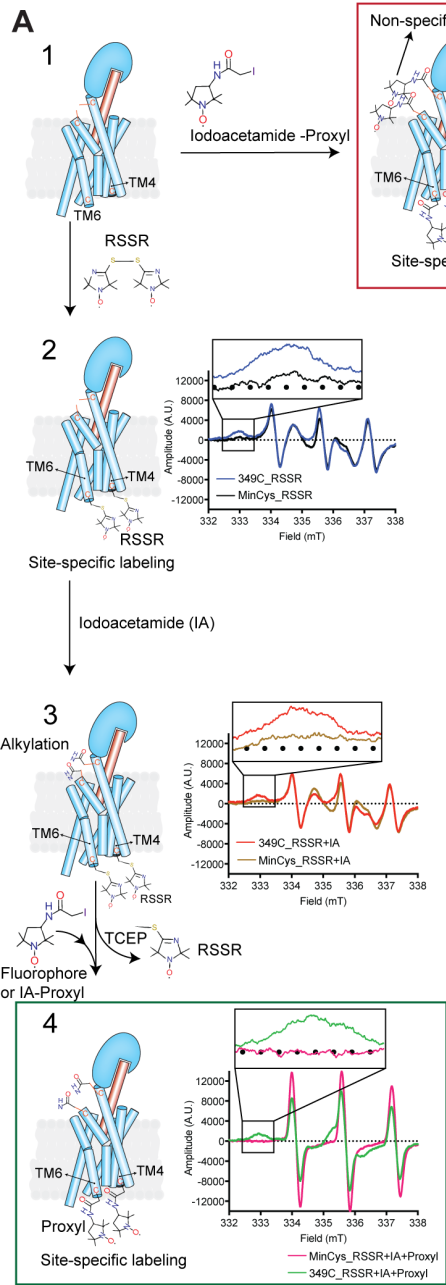 A
1
Non-specif
Iodoacetamide -Proxyl
TM4
TM6
TM6
Site-spe
RSSR
2
12000
8000
4000
0
-4000
-8000
-12000
Amplitude (A.U.)
349C_RSSR
MinCys_RSSR
332 333 334 335 336 337 338
Field (mT)
TM6
TM4
RSSR
Site-specific labeling
Iodoacetamide (IA)
3
Alkylation
TM6
TM4
RSSR
12000
8000
4000
0
-4000
-8000
-12000
Amplitude (A.U.)
349C_RSSR+IA
MinCys_RSSR+IA
332 333 334 335 336 337 338
Field (mT)
TCEP
RSSR
Fluorophore
or IA-Proxyl
4
TM6
TM4
Proxyl
Site-specific labeling
12000
8000
4000
0
-4000
-8000
-12000
Amplitude (A.U.)
332 333 334 335 336 337 338
Field (mT)
MinCys_RSSR+IA+Proxyl
349C_RSSR+IA+Proxyl